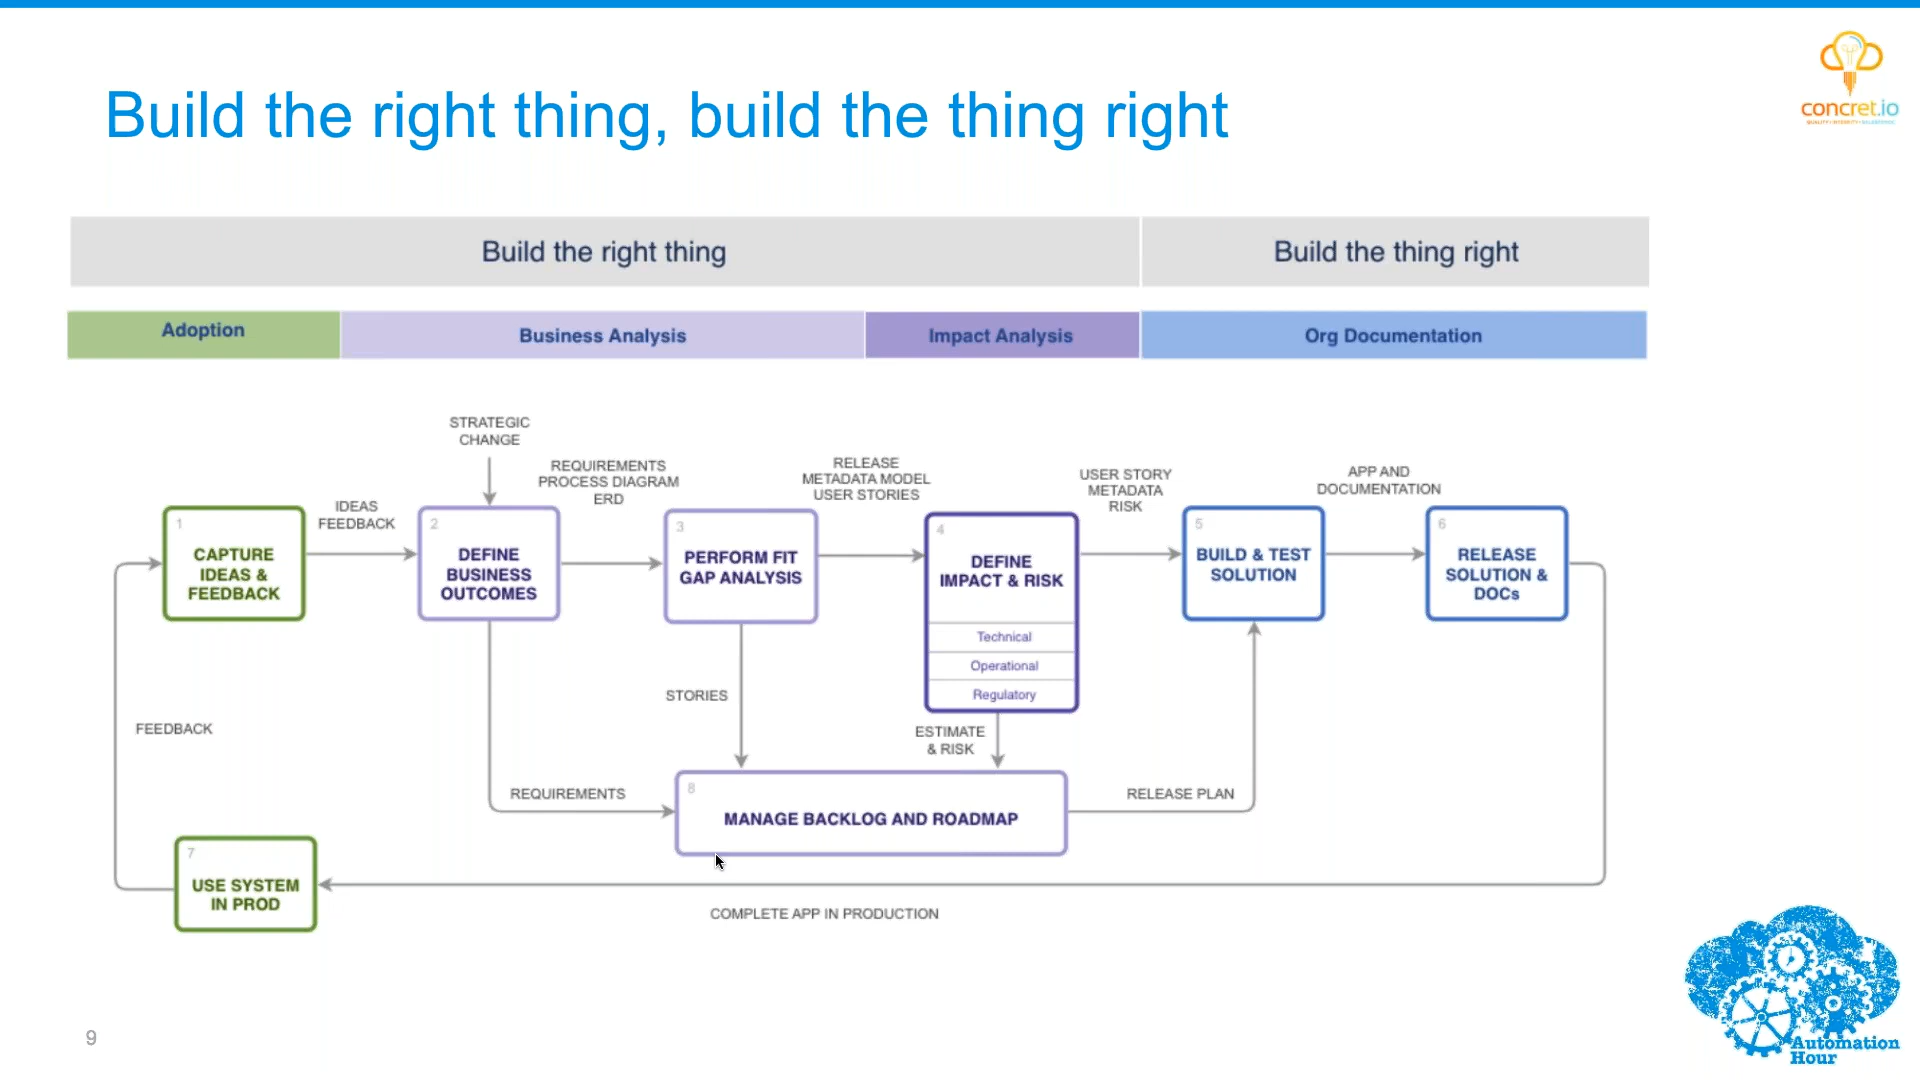 concret.io
Build the right thing, build the thing right
Build the right thing
Build the thing right
Adoption
Business Analysis
Impact Analysis
Org Documentation
STRATEGIC
CHANGE
IDEAS
FEEDBACK
REQUIREMENTS
PROCESS DIAGRAM
ERD
RELEASE
METADATA MODEL
USER STORIES
USER STORY
METADATA
RISK
APP AND
DOCUMENTATION
1
CAPTURE
IDEAS &
FEEDBACK
2
DEFINE
BUSINESS
OUTCOMES
3
PERFORM FIT
GAP ANALYSIS
4
DEFINE
IMPACT & RISK
Technical
Operational
Regulatory
5
BUILD & TEST
SOLUTION
6
RELEASE
SOLUTION &
DOCs
STORIES
ESTIMATE
& RISK
FEEDBACK
REQUIREMENTS
8
MANAGE BACKLOG AND ROADMAP
RELEASE PLAN
7
USE SYSTEM
IN PROD
COMPLETE APP IN PRODUCTION
9
Automation
Hour